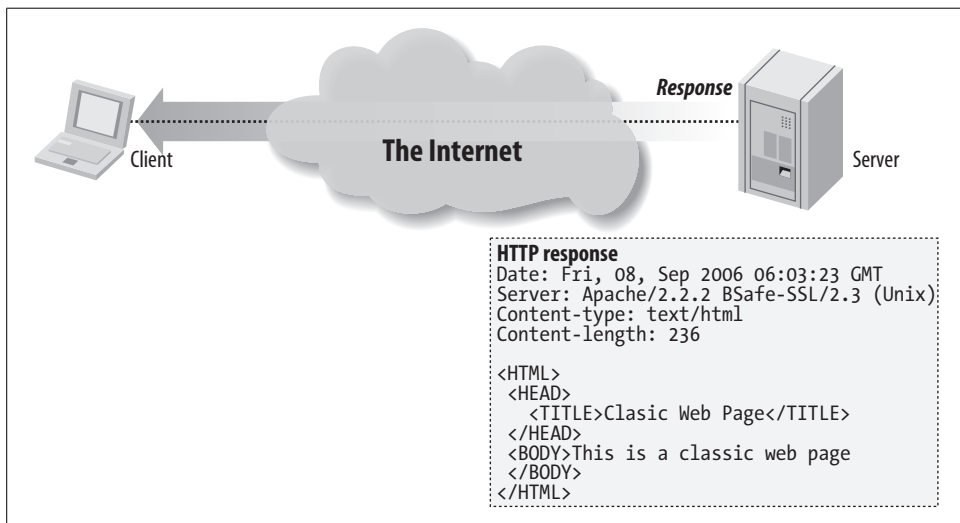 Response
Client
The Internet
Server
HTTP response
Date: Fri, 08, Sep 2006 06:03:23 GMT
Server: Apache/2.2.2 BSafe-SSL/2.3 (Unix)
Content-type: text/html
Content-length: 236
<HTML>
<HEAD>
<TITLE>Clasic Web Page</TITLE>
</HEAD>
<BODY>This is a classic web page
</BODY>
</HTML>